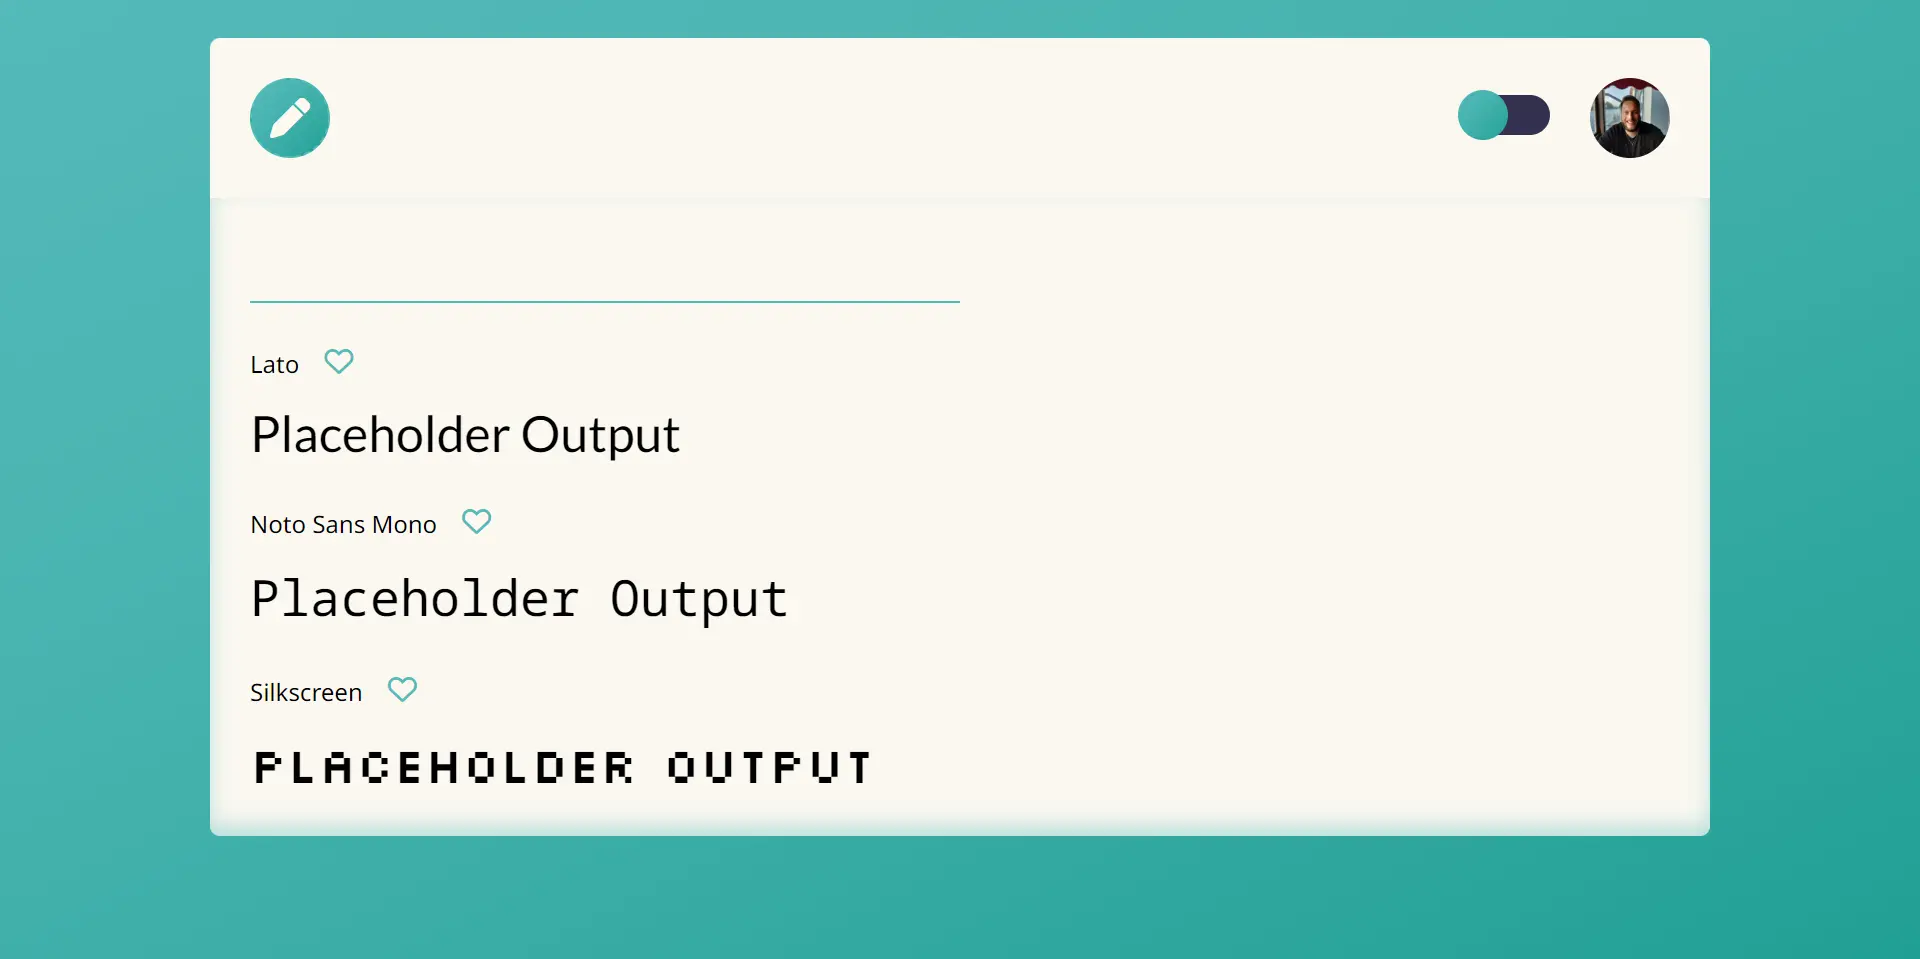 Lato
Placeholder Output
Noto Sans Mono
Placeholder Output
Silkscreen
PLACEHOLDER OUTPUT